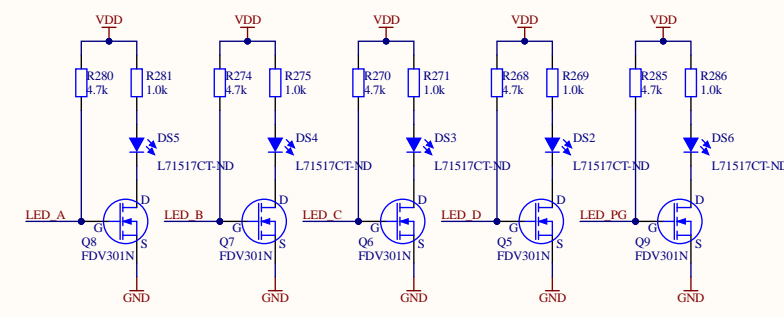 VDD VDD VDD VDD VDD
R280 R281 R274 R275 R270 R271 R268 R269 R285 R286
4.7k 1.0k 4.7k 1.0k 4.7k 1.0k 4.7k 1.0k 4.7k 1.0k
DS5 DS4 DS3 DS2 DS6
L71517CT-ND L71517CT-ND L71517CT-ND L71517CT-ND L71517CT-ND
D D D D D
LED_A LED_B LED_C LED_D LED_PG
G G G G G
Q8 S Q7 S Q6 S Q5 S Q9 S
FDV301N FDV301N FDV301N FDV301N FDV301N
GND GND GND GND GND